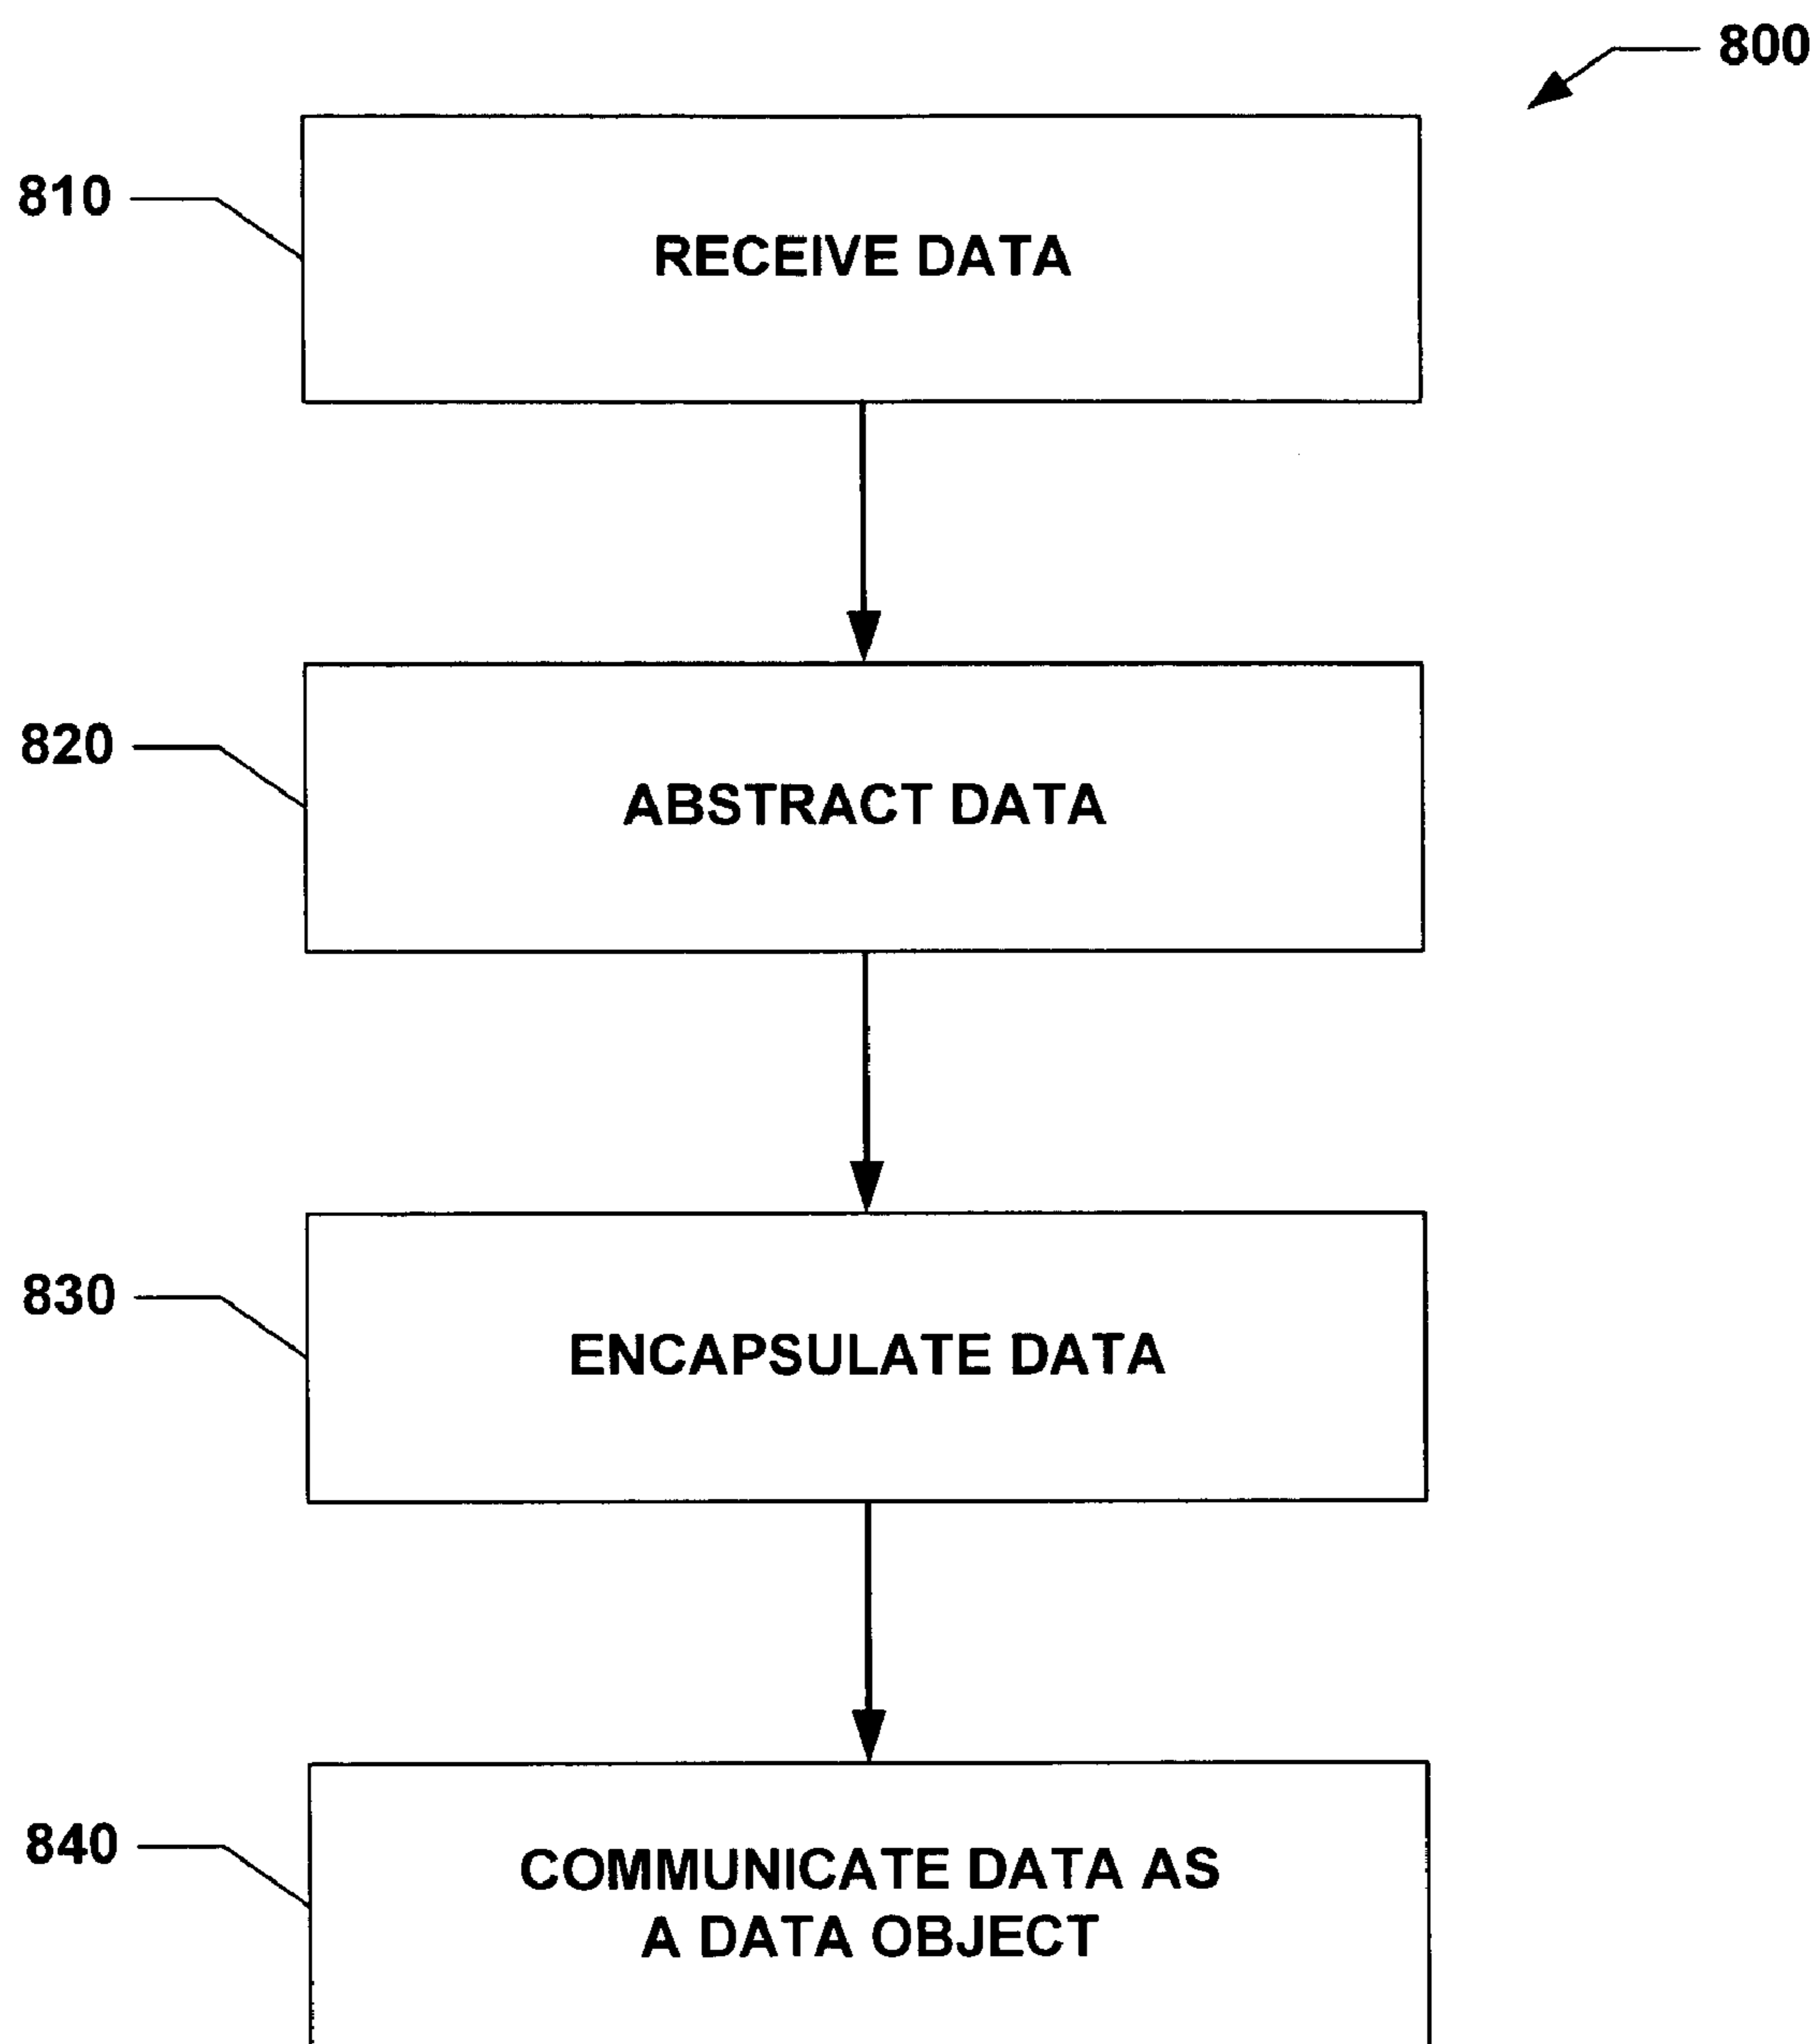 800
810
RECEIVE DATA
820
ABSTRACT DATA
830
ENCAPSULATE DATA
840
COMMUNICATE DATA AS
A DATA OBJECT